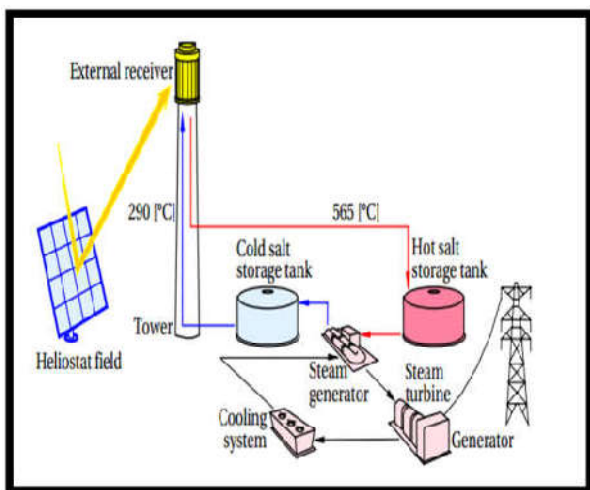 External receiver
290 [°C]
565 [°C]
Cold salt
storage tank
Hot salt
storage tank
Tower
Heliostat field
Steam
generator
Steam
turbine
Cooling
system
Generator